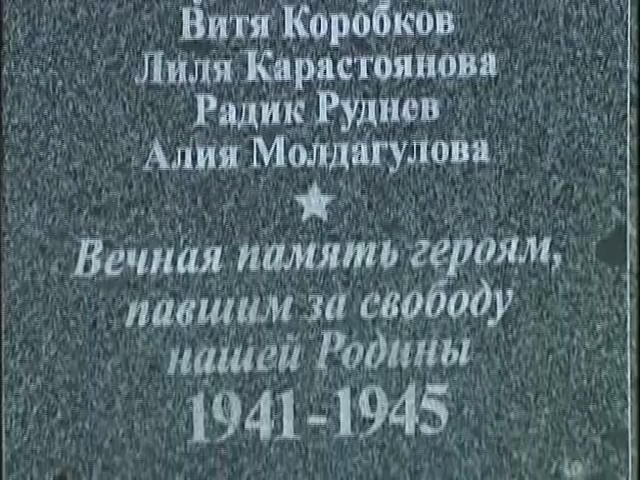 Витя Коробков
Лиля Карастоянова
Радик Руднев
Алия Молдагулова
Вечная память героям,
павшим за свободу
нашей Родины
1941-1945